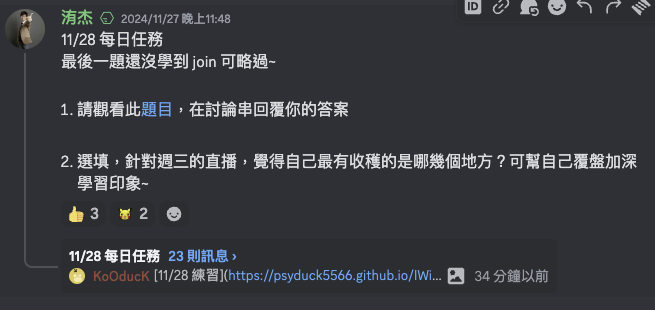 洧杰 2024/11/27 晚上11:48
11/28 每日任務
最後一題還沒學到 join 可略過~
1. 請觀看此題目，在討論串回覆你的答案
2. 選填，針對週三的直播，覺得自己最有收穫的是哪幾個地方？可幫自己覆盤加深
學習印象~
3 2
11/28 每日任務 23 則訊息 ›
KoOducK [11/28 練習](https://psyduck5566.github.io/lWi... 34 分鐘以前
ID